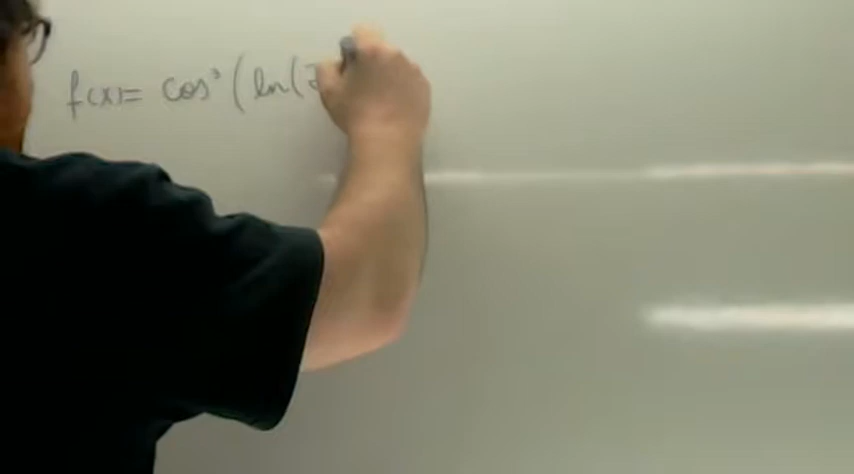 f(x) = cos³(ln(